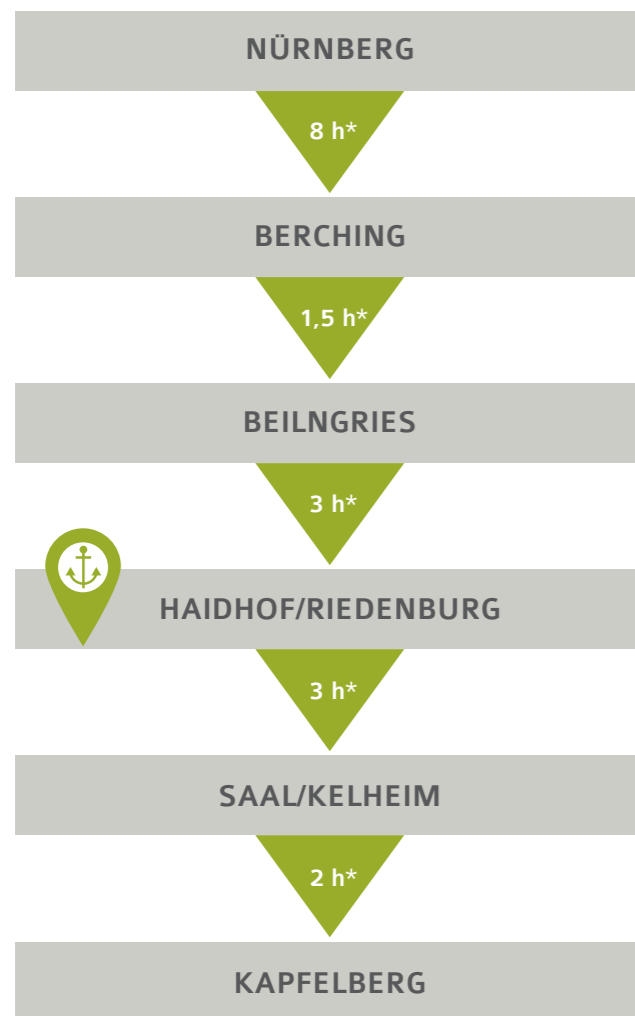 NÜRNBERG
8 h*
BERCHING
1,5 h*
BEILNGRIES
3 h*
HAIDHOF/RIEDENBURG
3 h*
SAAL/KELHEIM
2 h*
KAPFELBERG